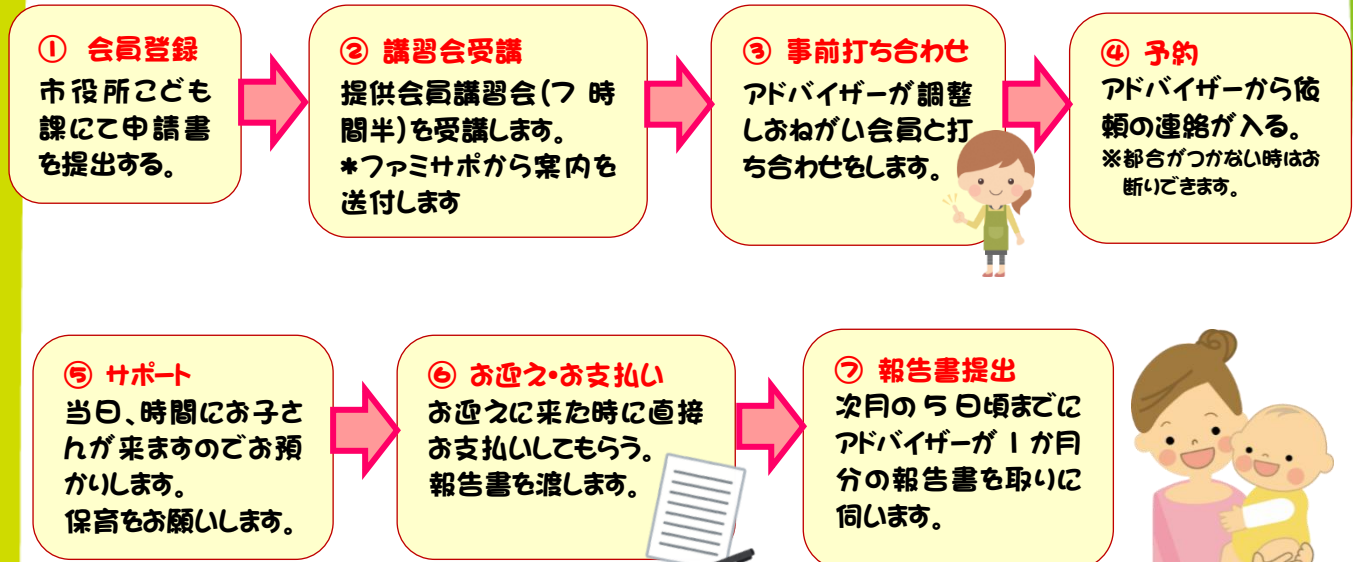 ① 会員登録
市役所こども
課にて申請書
を提出する。
② 講習会受講
提供会員講習会(7 時
間半)を受講します。
*ファミサポから案内を
送付します
③ 事前打ち合わせ
アドバイザーが調整
しおねがい会員と打
ち合わせをします。
④ 予約
アドバイザーから依
頼の連絡が入る。
※都合がつかない時はお
断りできます。
⑤ サポート
当日、時間にお子さ
んが来ますのでお預
かりします。
保育をお願いします。
⑥ お迎え・お支払い
お迎えに来た時に直接
お支払いしてもらう。
報告書を渡します。
⑦ 報告書提出
次月の 5 日頃までに
アドバイザーが 1 か月
分の報告書を取りに
伺います。